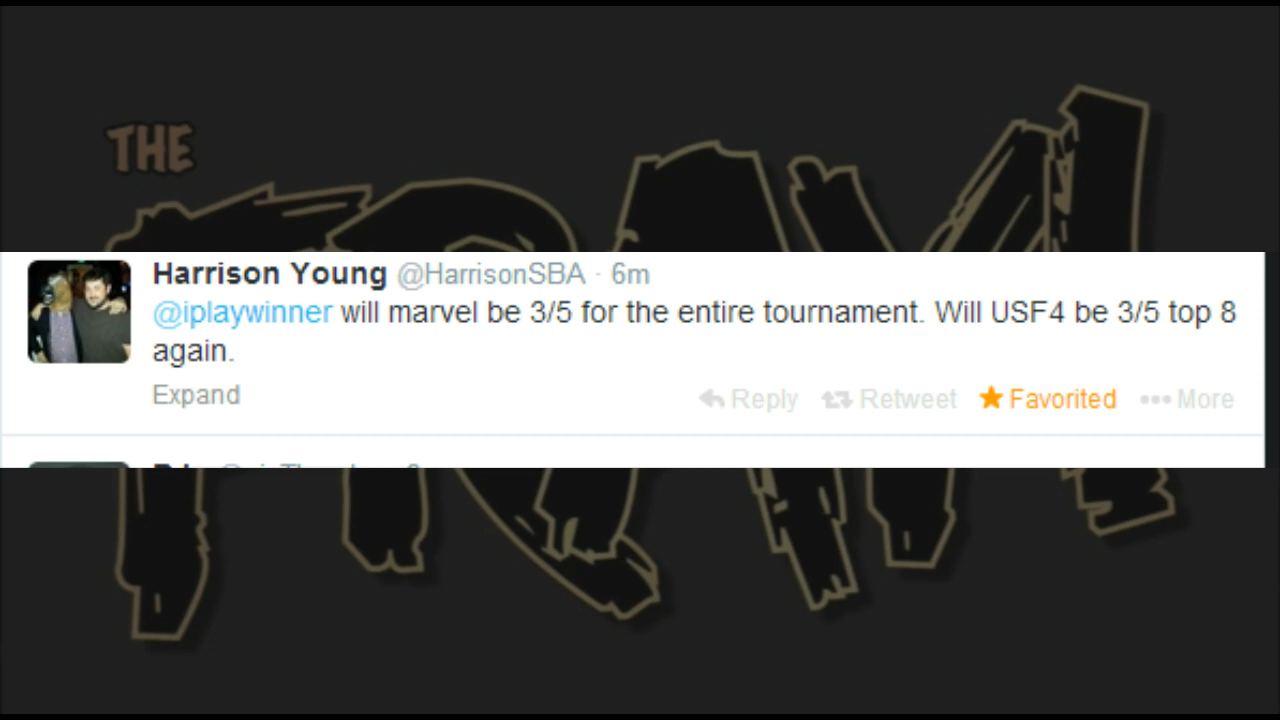 THE
FRAY
Harrison Young @HarrisonSBA · 6m
@iplaywinner will marvel be 3/5 for the entire tournament. Will USF4 be 3/5 top 8
again.
Expand Reply Retweet Favorited More